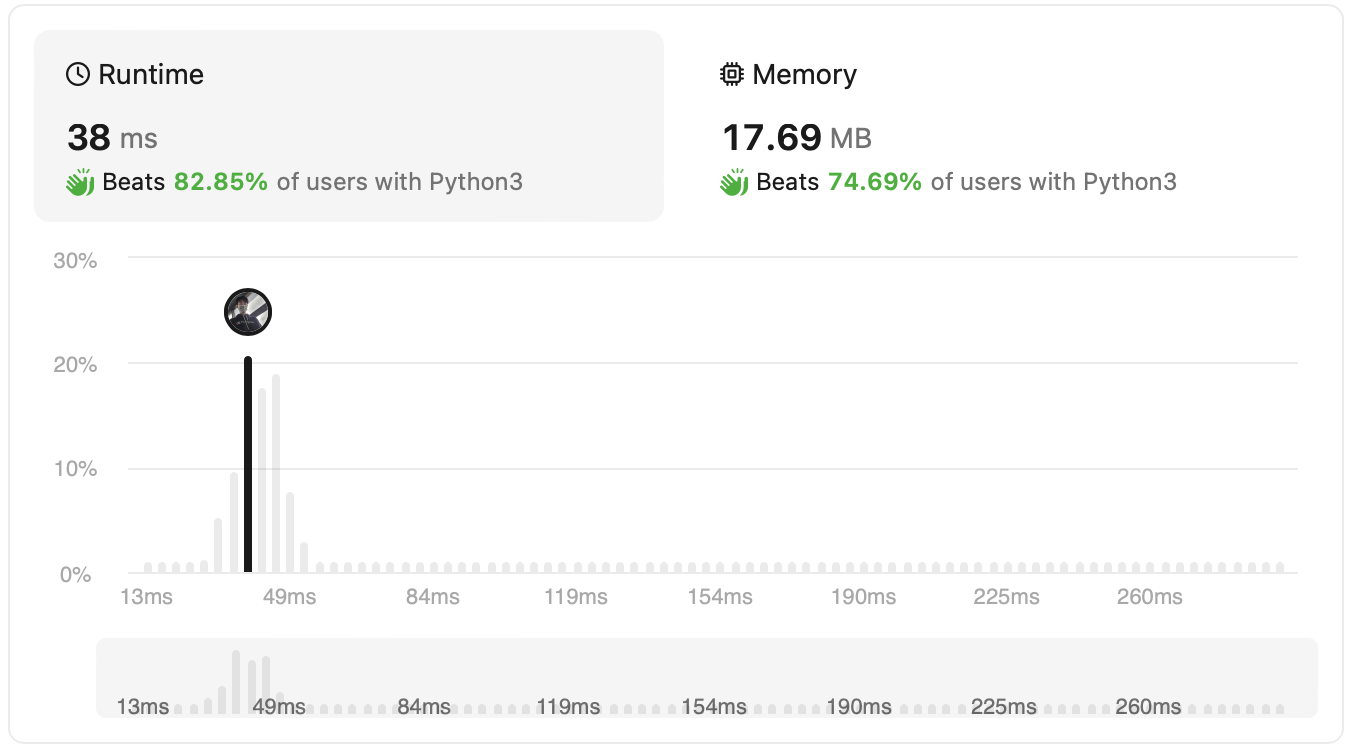 Runtime
38 ms
Beats 82.85% of users with Python3
Memory
17.69 MB
Beats 74.69% of users with Python3
30%
20%
10%
0%
13ms 49ms 84ms 119ms 154ms 190ms 225ms 260ms
13ms 49ms 84ms 119ms 154ms 190ms 225ms 260ms